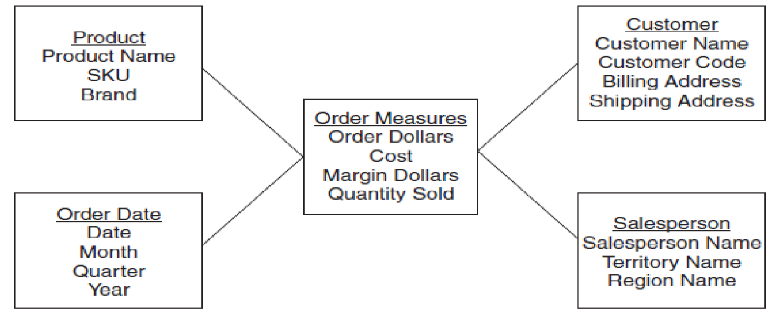 Product
Product Name
SKU
Brand
Customer
Customer Name
Customer Code
Billing Address
Shipping Address
Order Measures
Order Dollars
Cost
Margin Dollars
Quantity Sold
Order Date
Date
Month
Quarter
Year
Salesperson
Salesperson Name
Territory Name
Region Name